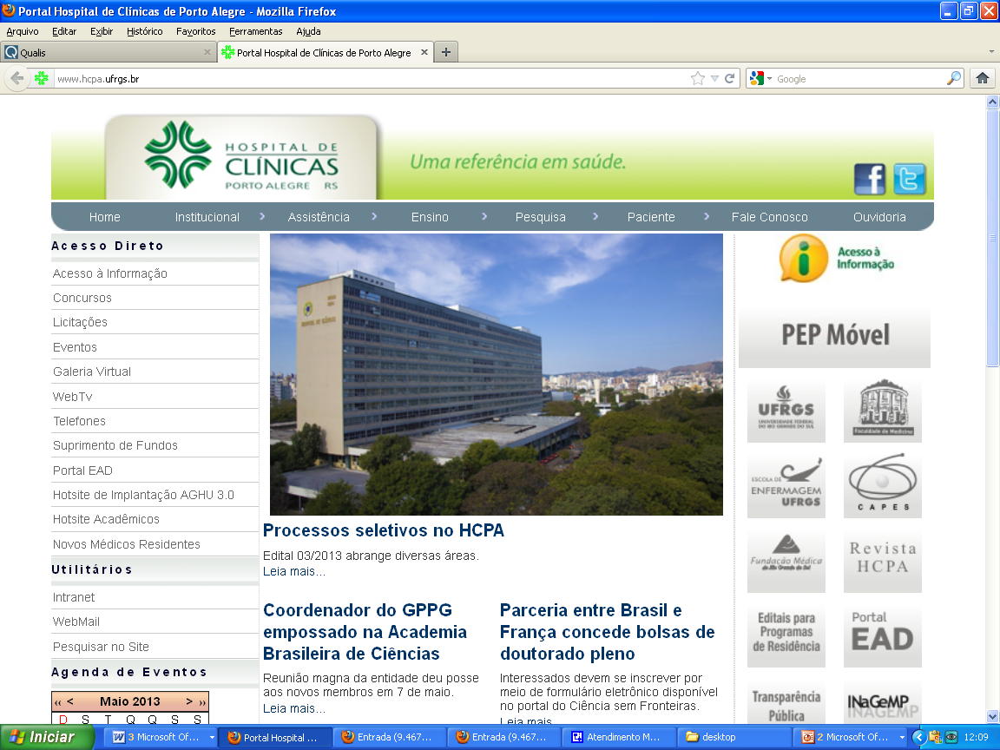 Portal Hospital de Clínicas de Porto Alegre - Mozilla Firefox
Arquivo Editar Exibir Histórico Favoritos Ferramentas Ajuda
Qualis
Portal Hospital de Clínicas de Porto Alegre
www.hcpa.ufrgs.br
Google
HOSPITAL DE
CLÍNICAS
PORTO ALEGRE RS
Uma referência em saúde.
Home Institucional Assistência Ensino Pesquisa Paciente Fale Conosco Ouvidoria
Acesso Direto
Acesso à Informação
Concursos
Licitações
Eventos
Galeria Virtual
WebTv
Telefones
Suprimento de Fundos
Portal EAD
Hotsite de Implantação AGHU 3.0
Hotsite Acadêmicos
Novos Médicos Residentes
Utilitários
Intranet
WebMail
Pesquisar no Site
Agenda de Eventos
‹‹ < Maio 2013 > ››
D S T Q Q S S
Processos seletivos no HCPA
Edital 03/2013 abrange diversas áreas.
Leia mais...
Coordenador do GPPG
empossado na Academia
Brasileira de Ciências
Reunião magna da entidade deu posse
aos novos membros em 7 de maio.
Leia mais...
Parceria entre Brasil e
França concede bolsas de
doutorado pleno
Interessados devem se inscrever por
meio de formulário eletrônico disponível
no portal do Ciência sem Fronteiras.
Leia mais...
Acesso à
Informação
PEP Móvel
UFRGS
UNIVERSIDADE FEDERAL
DO RIO GRANDE DO SUL
Faculdade de Medicina
ESCOLA DE
ENFERMAGEM
UFRGS
CAPES
Fundação Médica
do Rio Grande do Sul
Revista
HCPA
Editais para
Programas
de Residência
Portal
EAD
Transparência
Pública
INaGeMP
Iniciar
3 Microsoft Of...
Portal Hospital ...
Entrada (9.467...
Entrada (9.467...
Atendimento M...
desktop
2 Microsoft Of...
12:09